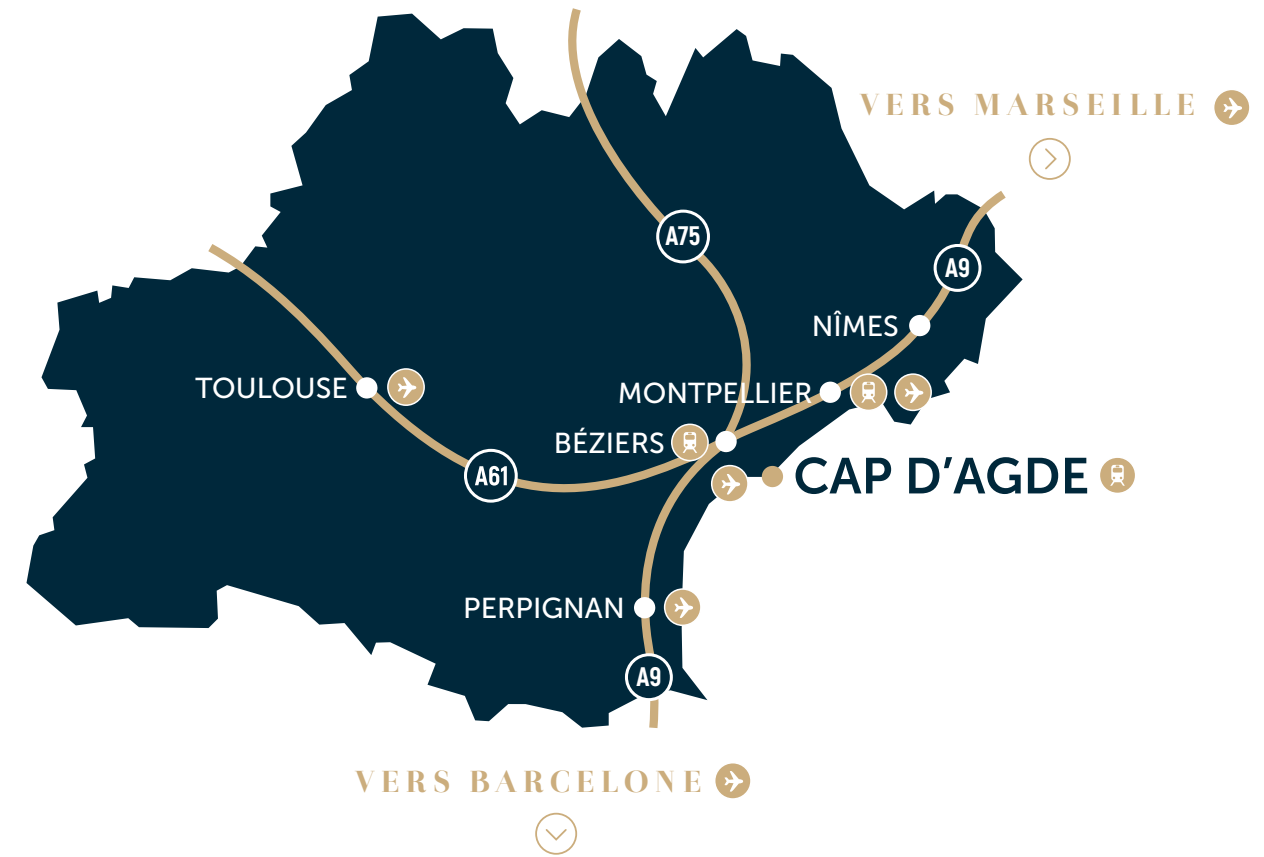 VERS MARSEILLE
A75
A9
NÎMES
TOULOUSE
MONTPELLIER
BÉZIERS
A61
CAP D'AGDE
PERPIGNAN
A9
VERS BARCELONE